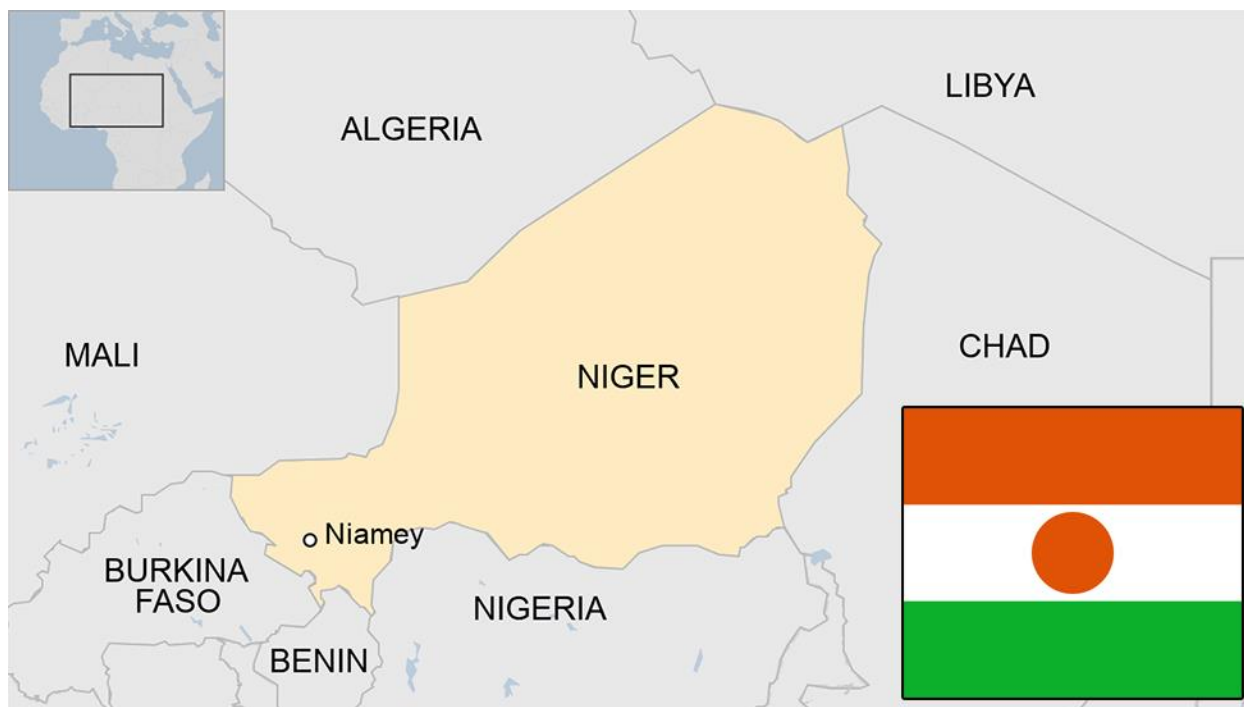 LIBYA
ALGERIA
CHAD
MALI
NIGER
Niamey
BURKINA
FASO
NIGERIA
BENIN